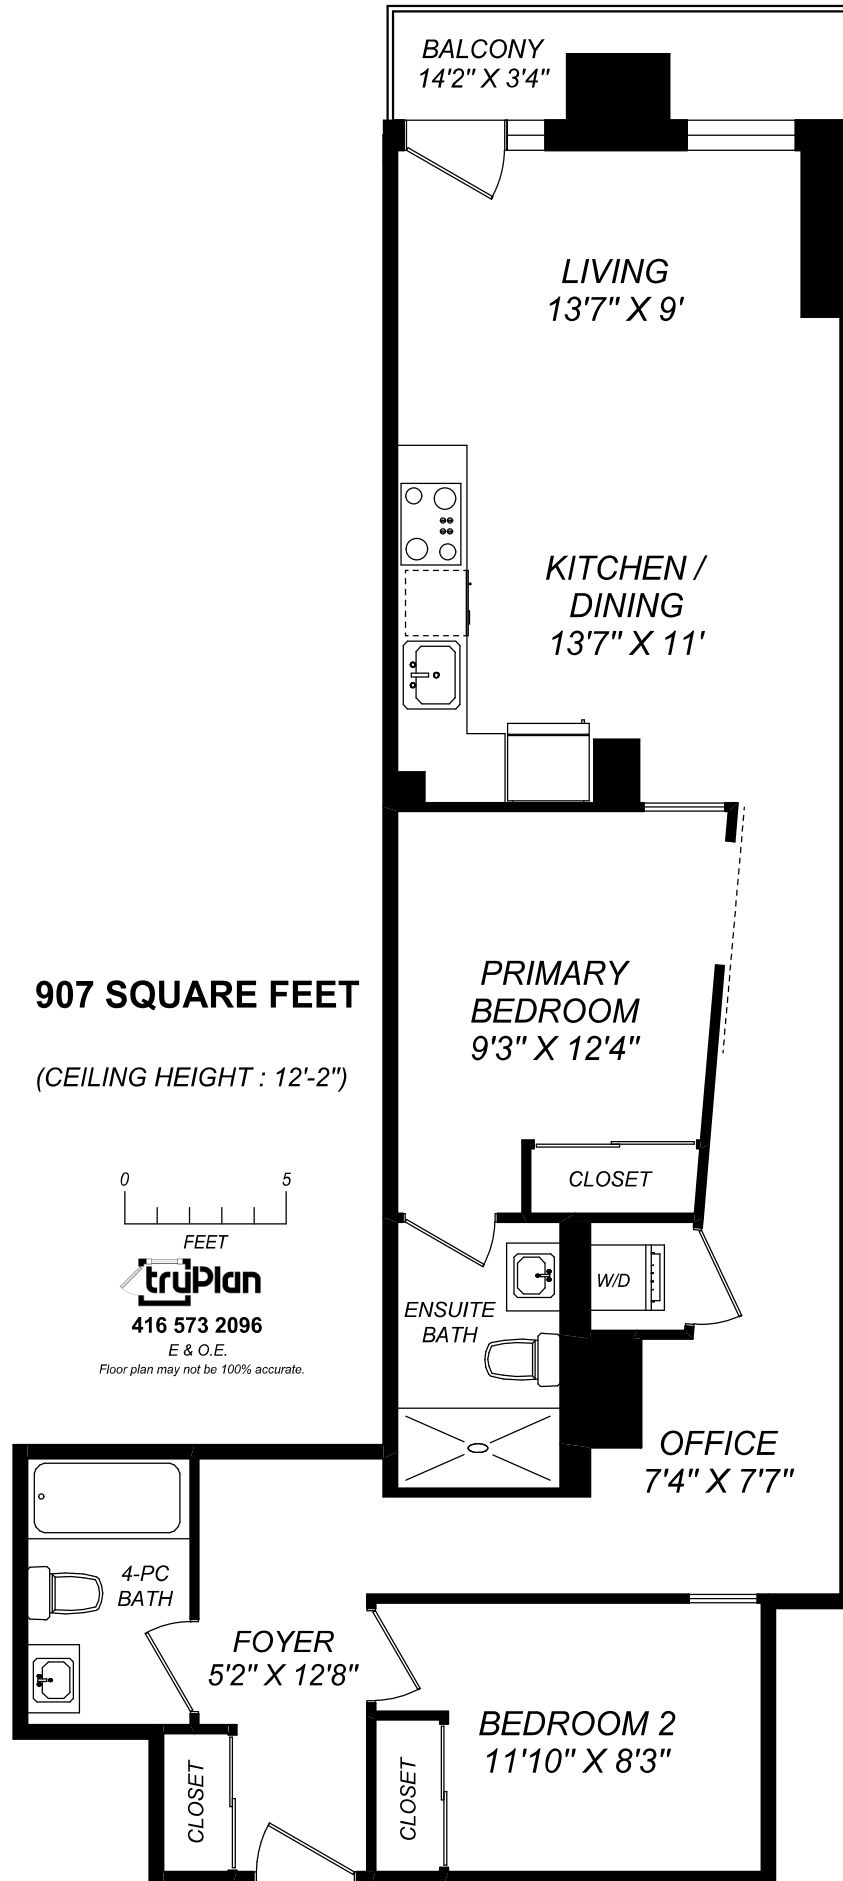 BALCONY
14'2" X 3'4"
LIVING
13'7" X 9'
KITCHEN /
DINING
13'7" X 11'
PRIMARY
BEDROOM
9'3" X 12'4"
907 SQUARE FEET
(CEILING HEIGHT : 12'-2")
CLOSET
0 5
FEET
truPlan
416 573 2096
E & O.E.
Floor plan may not be 100% accurate.
W/D
ENSUITE
BATH
OFFICE
7'4" X 7'7"
4-PC
BATH
FOYER
5'2" X 12'8"
BEDROOM 2
11'10" X 8'3"
CLOSET
CLOSET